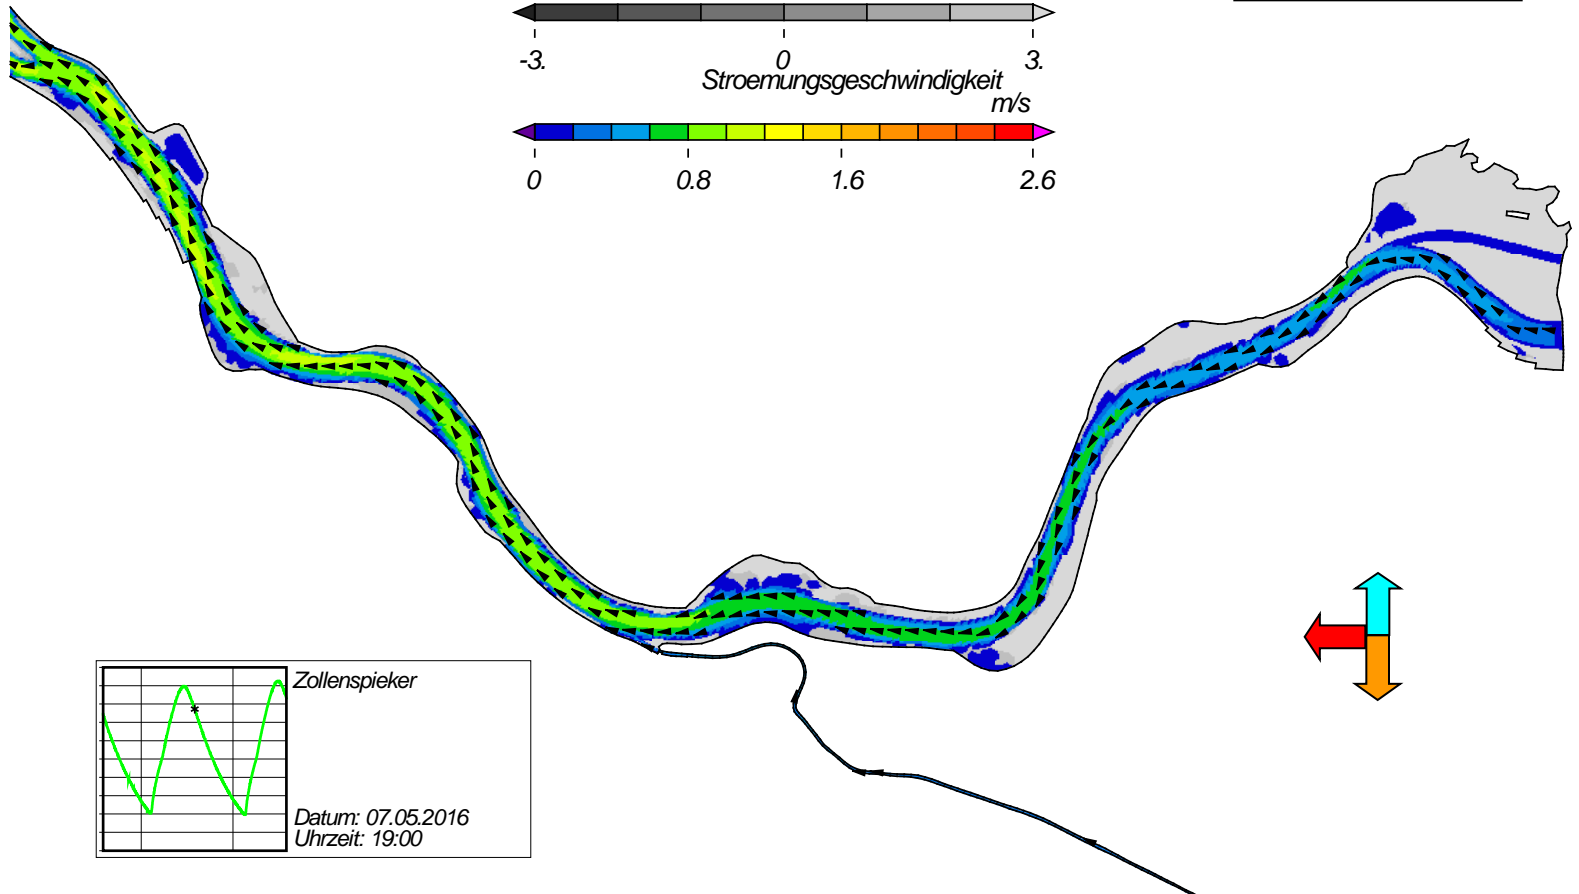 -3. 0 3.
Stroemungsgeschwindigkeit
m/s
0 0.8 1.6 2.6
Zollenspieker
Datum: 07.05.2016
Uhrzeit: 19:00